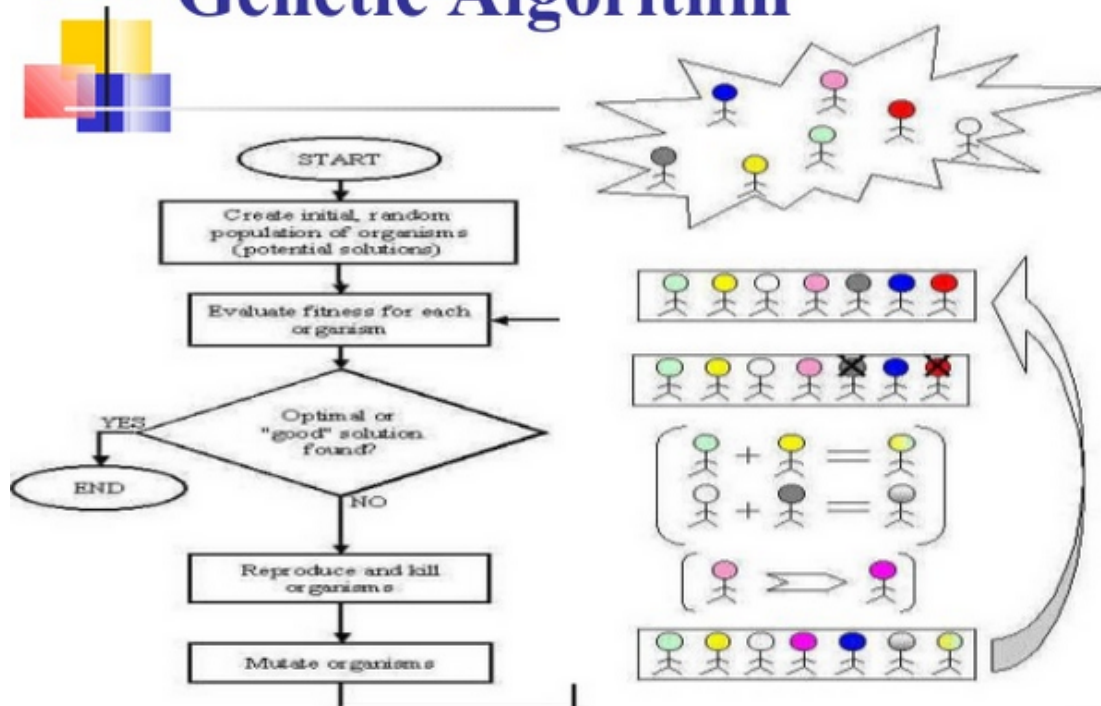 Genetic Algorithm
START
Create initial, random
population of organisms
(potential solutions)
Evaluate fitness for each
organism
Optimal or
"good" solution
found?
YES
END
NO
Reproduce and kill
organisms
Mutate organisms